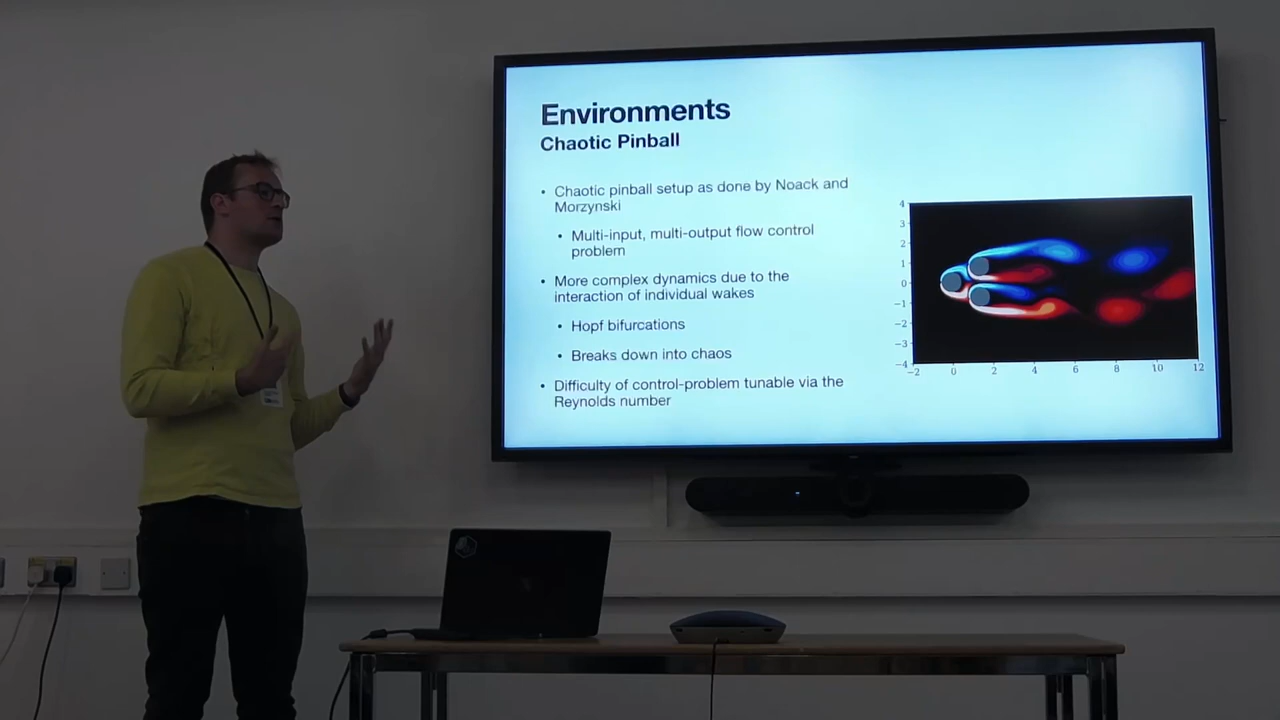 Environments
Chaotic Pinball
• Chaotic pinball setup as done by Noack and
Morzynski
• Multi-input, multi-output flow control
problem
• More complex dynamics due to the
interaction of individual wakes
• Hopf bifurcations
• Breaks down into chaos
• Difficulty of control-problem tunable via the
Reynolds number
4
3
2
1
0
−1
−2
−3
−4
−2 0 2 4 6 8 10 12